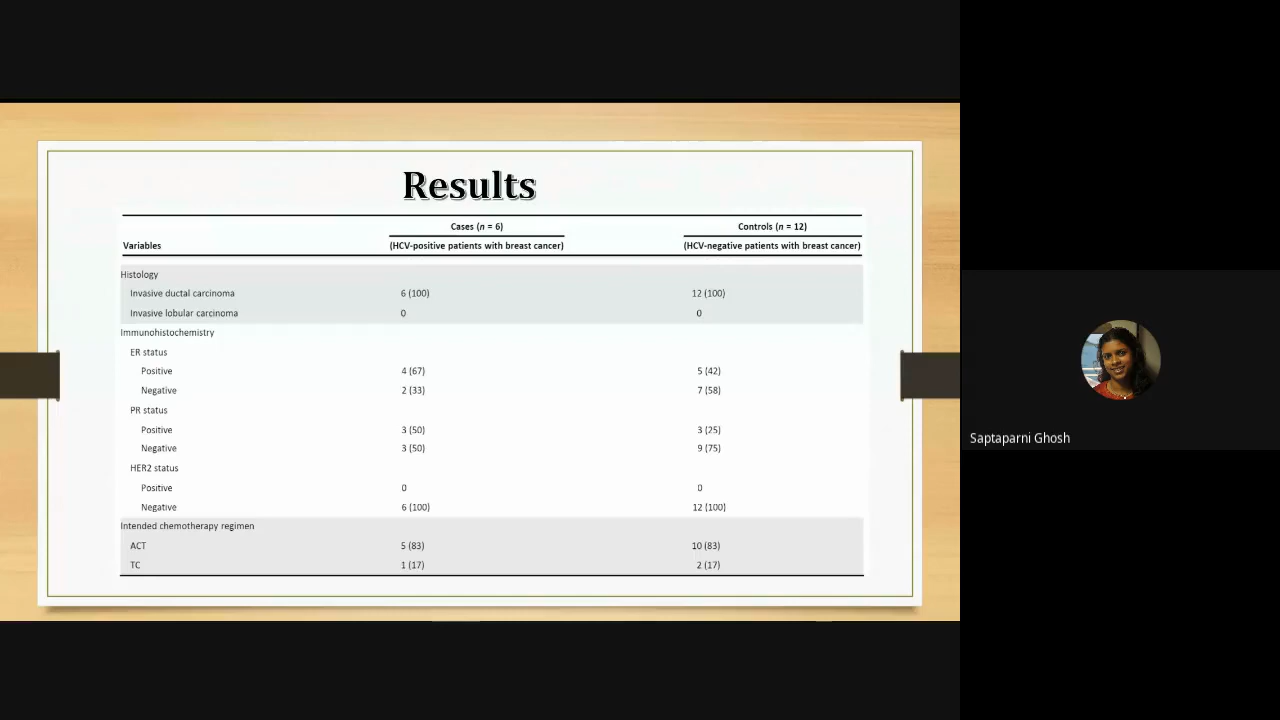 Results
Cases (n = 6) Controls (n = 12)
Variables (HCV-positive patients with breast cancer) (HCV-negative patients with breast cancer)
Histology
Invasive ductal carcinoma 6 (100) 12 (100)
Invasive lobular carcinoma 0 0
Immunohistochemistry
ER status
Positive 4 (67) 5 (42)
Negative 2 (33) 7 (58)
PR status
Positive 3 (50) 3 (25)
Negative 3 (50) 9 (75)
HER2 status
Positive 0 0
Negative 6 (100) 12 (100)
Intended chemotherapy regimen
ACT 5 (83) 10 (83)
TC 1 (17) 2 (17)
Saptaparni Ghosh